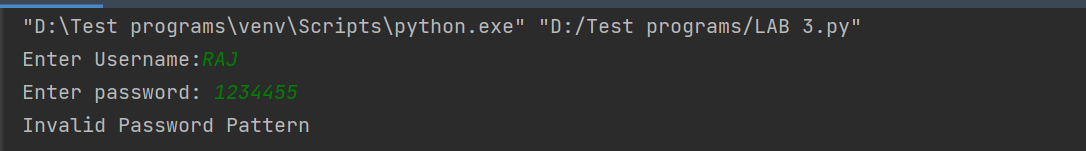 "D:\Test programs\venv\Scripts\python.exe" "D:/Test programs/LAB 3.py"
Enter Username:RAJ
Enter password: 1234455
Invalid Password Pattern